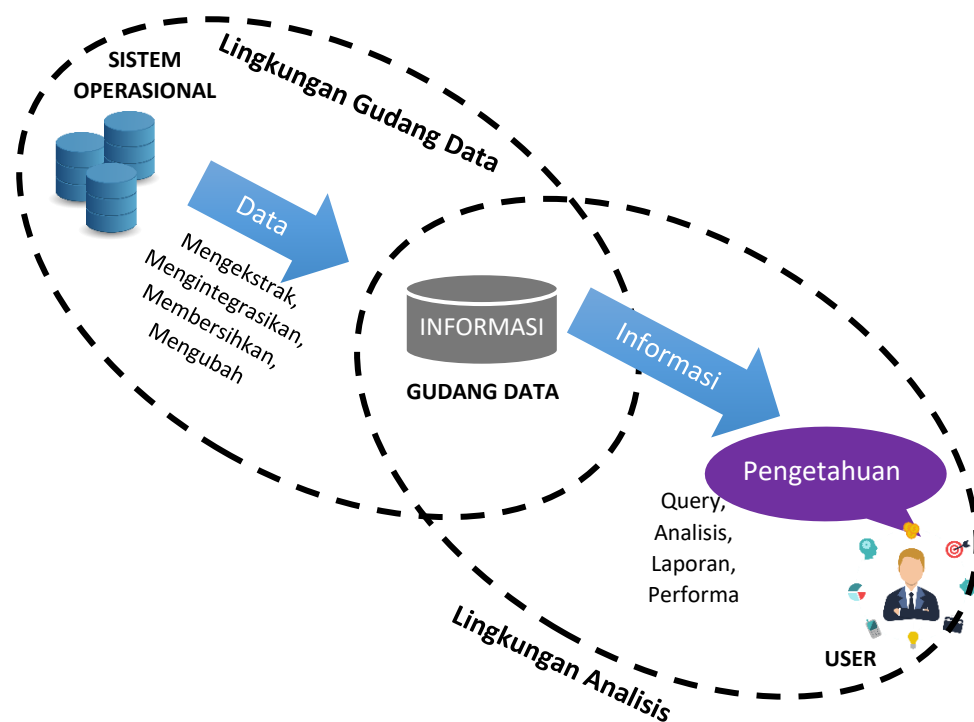 SISTEM
OPERASIONAL
Lingkungan Gudang Data
Data
Mengekstrak,
Mengintegrasikan,
Membersihkan,
Mengubah
INFORMASI
GUDANG DATA
Informasi
Pengetahuan
Query,
Analisis,
Laporan,
Performa
USER
Lingkungan Analisis